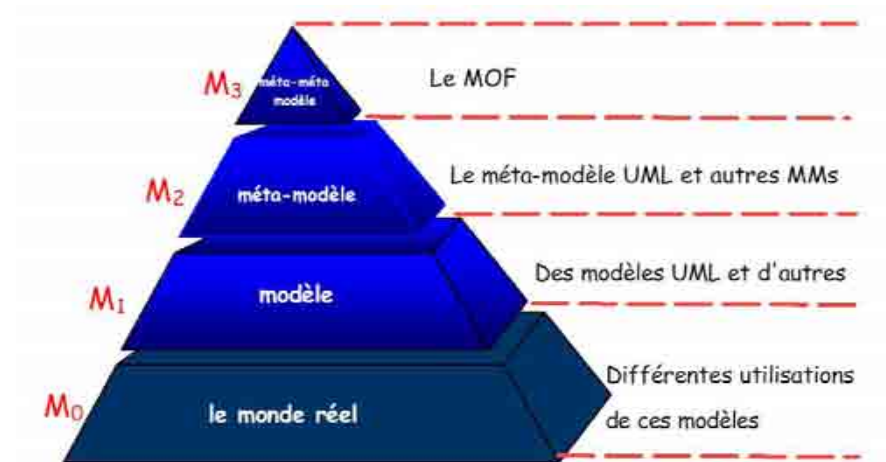 M3
méta-méta
modèle
Le MOF
M2
méta-modèle
Le méta-modèle UML et autres MMs
M1
modèle
Des modèles UML et d'autres
M0
le monde réel
Différentes utilisations
de ces modèles